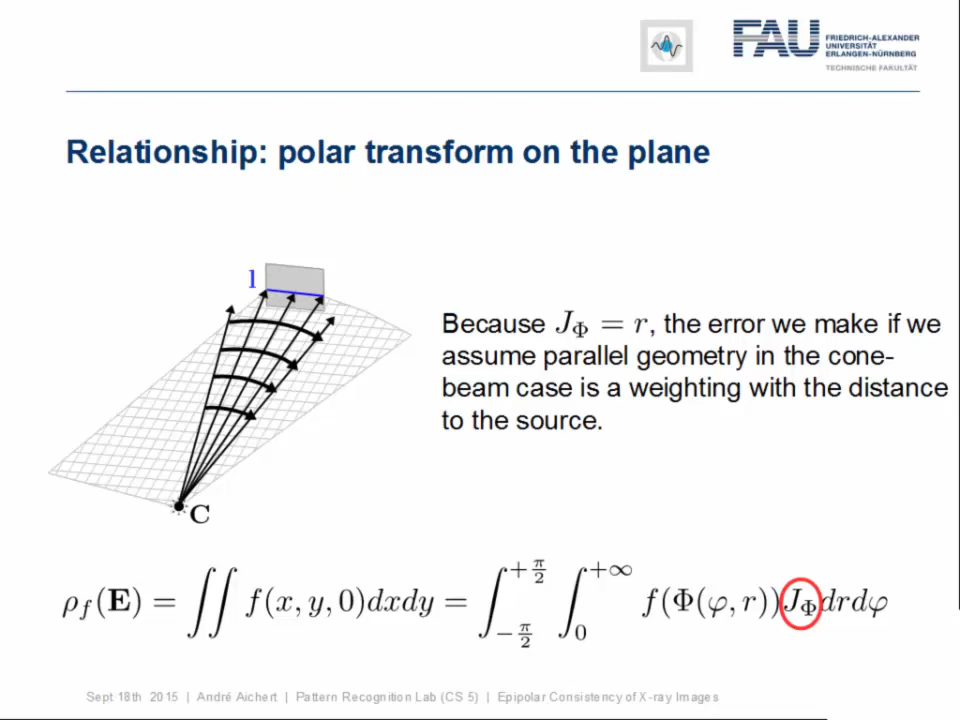 FAU
FRIEDRICH-ALEXANDER
UNIVERSITÄT
ERLANGEN-NÜRNBERG
TECHNISCHE FAKULTÄT
Relationship: polar transform on the plane
l
C
Because J_Φ = r, the error we make if we
assume parallel geometry in the cone-
beam case is a weighting with the distance
to the source.
ρ_f(E) = ∬ f(x, y, 0)dxdy = ∫_{-π/2}^{+π/2} ∫_0^{+∞} f(Φ(φ, r))J_Φ drdφ
Sept 18th 2015 | André Aichert | Pattern Recognition Lab (CS 5) | Epipolar Consistency of X-ray Images